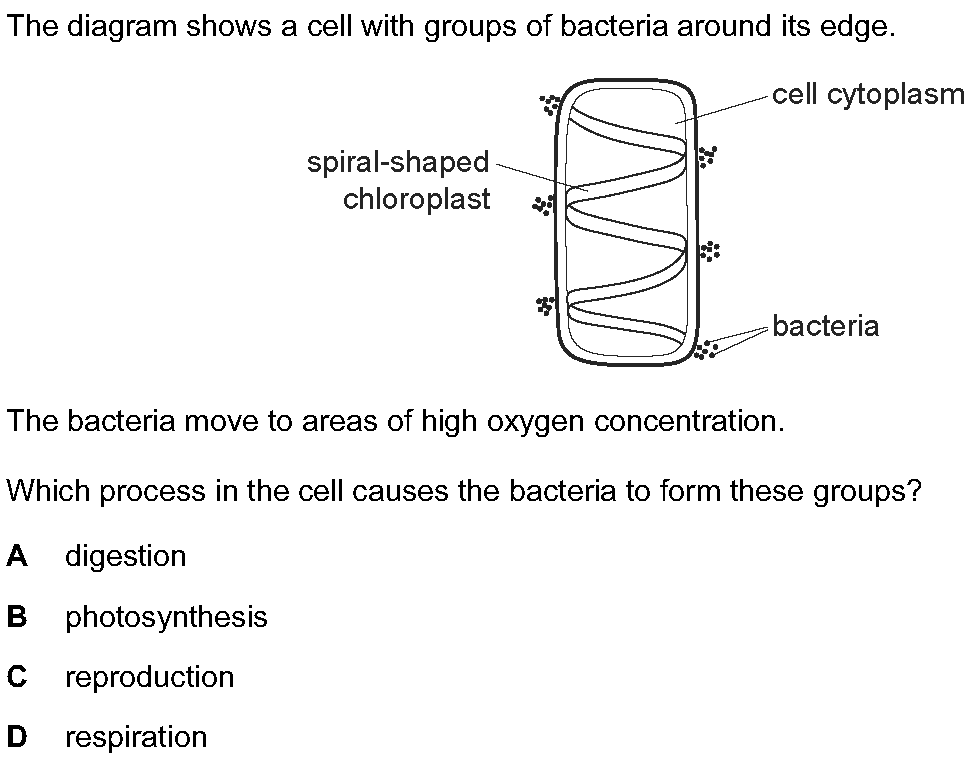 The diagram shows a cell with groups of bacteria around its edge.
cell cytoplasm
spiral-shaped
chloroplast
bacteria
The bacteria move to areas of high oxygen concentration.
Which process in the cell causes the bacteria to form these groups?
A digestion
B photosynthesis
C reproduction
D respiration